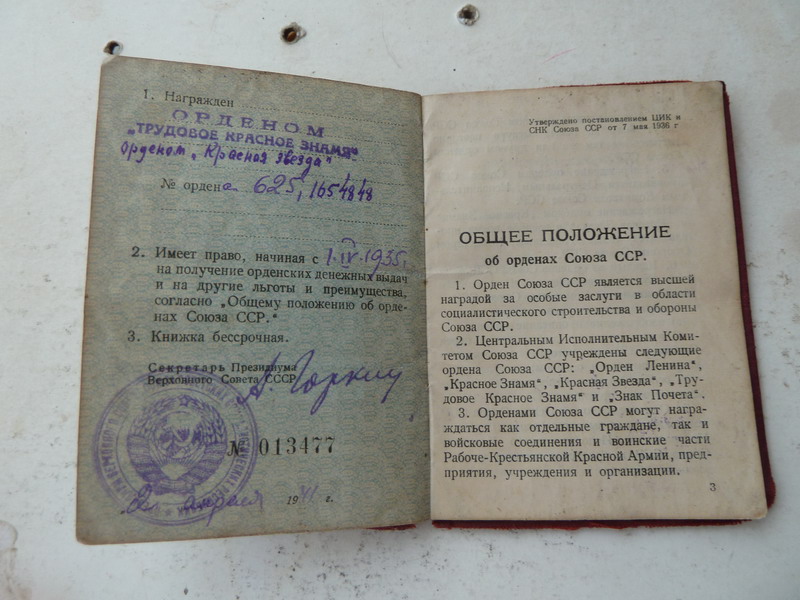 1. Награжден
ОРДЕНОМ
„ТРУДОВОЕ КРАСНОЕ ЗНАМЯ“
орденом „Красная звезда“
№ ордена 625, 1654848
2. Имеет право, начиная с 1.IV.1935г.
на получение орденских денежных выдач
и на другие льготы и преимущества,
согласно „Общему положению об орде-
нах Союза ССР.“
3. Книжка бессрочная.
Секретарь Президиума
Верховного Совета СССР
А. Горкин
№ 013477
апреля 1941 г.
Утверждено постановлением ЦИК и
СНК Союза ССР от 7 мая 1936 г
ОБЩЕЕ ПОЛОЖЕНИЕ
об орденах Союза ССР.
1. Орден Союза ССР является высшей
наградой за особые заслуги в области
социалистического строительства и обороны
Союза ССР.
2. Центральным Исполнительным Коми-
тетом Союза ССР учреждены следующие
ордена Союза ССР: „Орден Ленина“,
„Красное Знамя“, „Красная Звезда“, „Тру-
довое Красное Знамя“ и „Знак Почета“.
3. Орденами Союза ССР могут награ-
ждаться как отдельные граждане, так и
войсковые соединения и воинские части
Рабоче-Крестьянской Красной Армии, пред-
приятия, учреждения и организации.
3